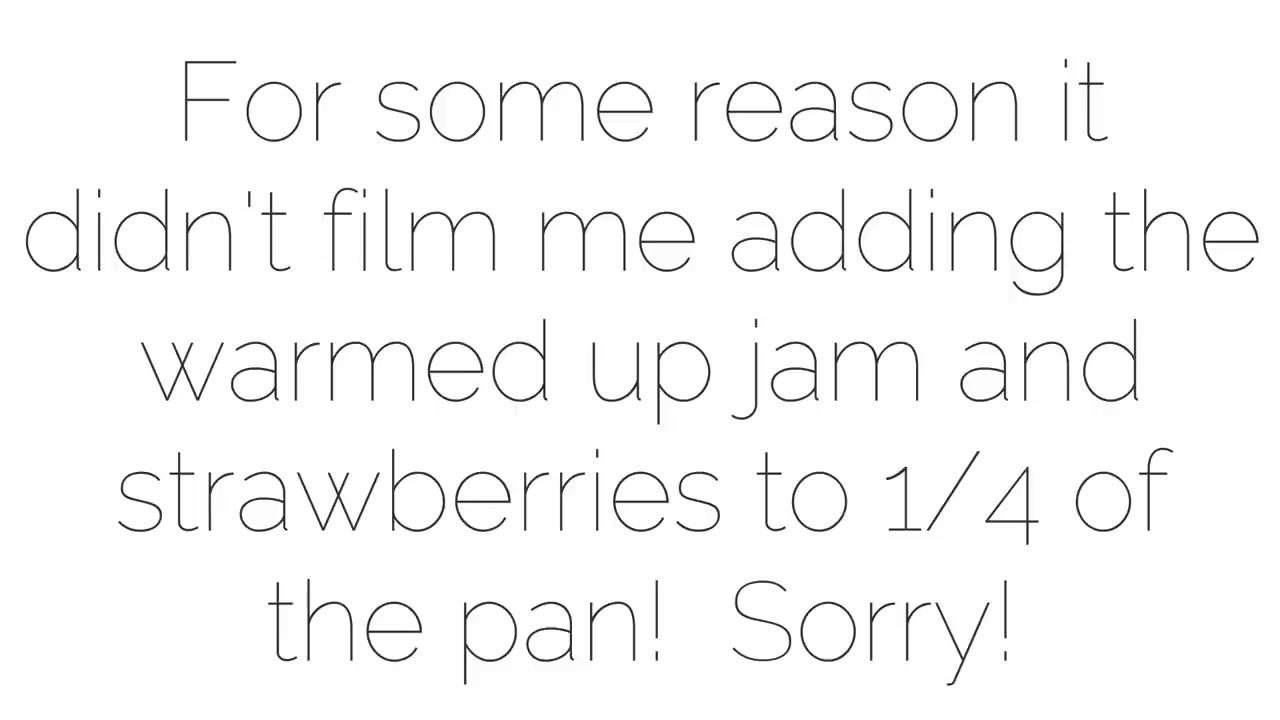 For some reason it
didn't film me adding the
warmed up jam and
strawberries to 1/4 of
the pan!  Sorry!